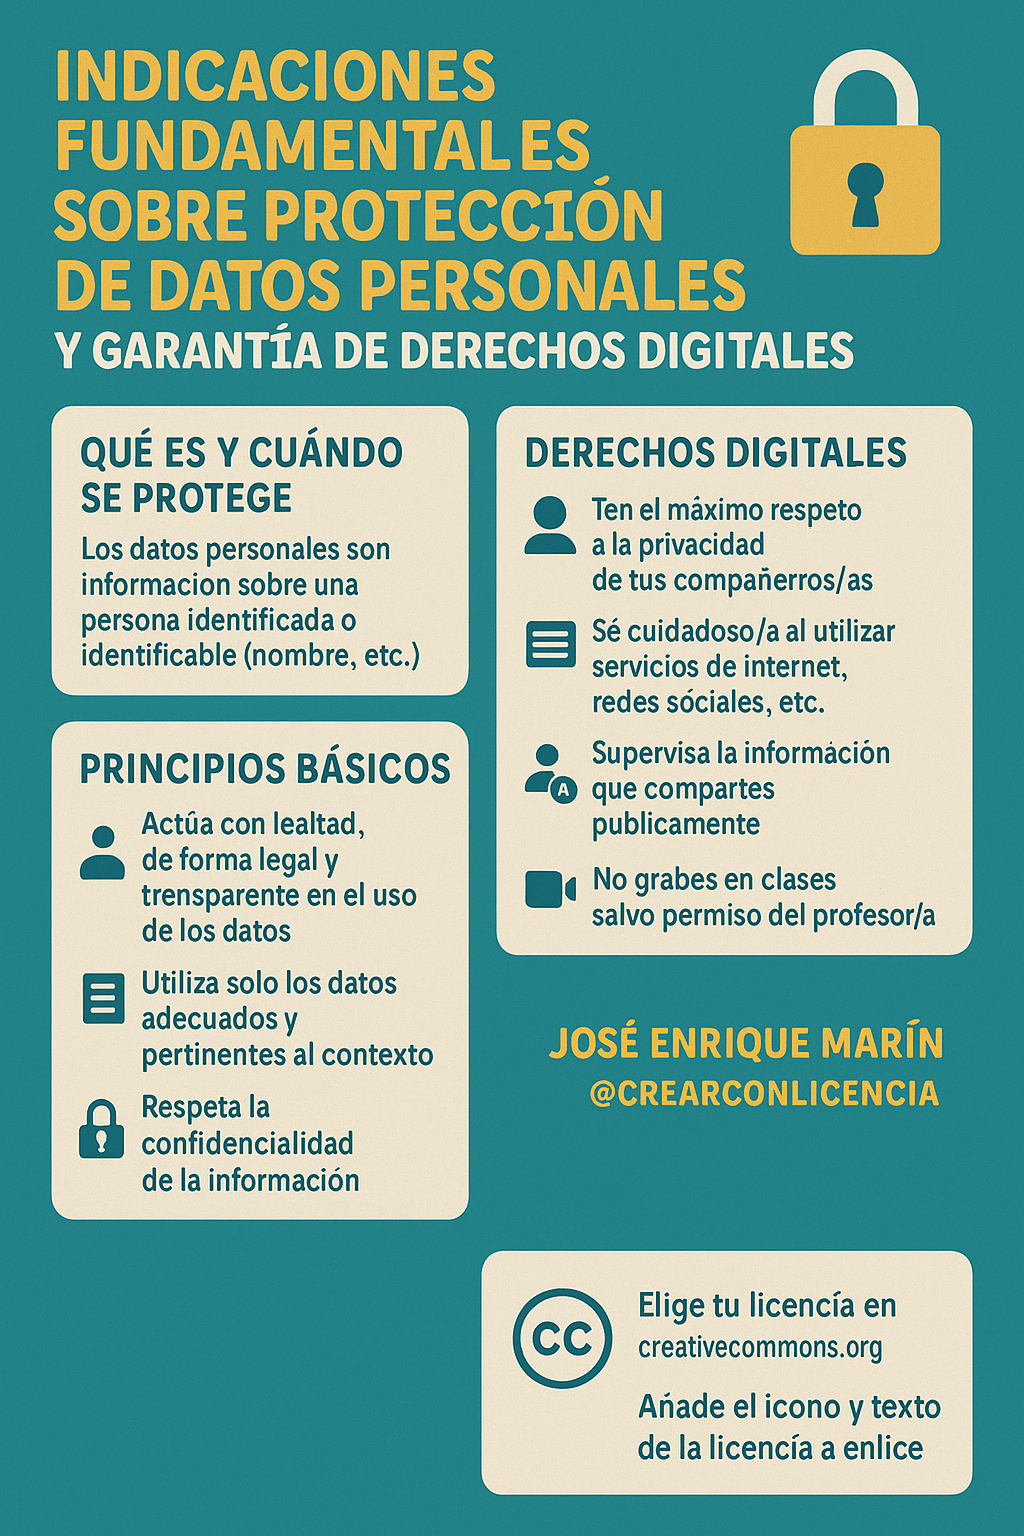 INDICACIONES
FUNDAMENTALES
SOBRE PROTECCIÓN
DE DATOS PERSONALES
Y GARANTÍA DE DERECHOS DIGITALES
QUÉ ES Y CUÁNDO
SE PROTEGE
Los datos personales son
informacion sobre una
persona identificada o
identificable (nombre, etc.)
PRINCIPIOS BÁSICOS
Actúa con lealtad,
de forma legal y
trensparente en el uso
de los datos
Utiliza solo los datos
adecuados y
pertinentes al contexto
Respeta la
confidencialidad
de la información
DERECHOS DIGITALES
Ten el máximo respeto
a la privacidad
de tus compañerros/as
Sé cuidadoso/a al utilizar
servicios de internet,
redes sóciales, etc.
A
Supervisa la información
que compartes
publicamente
No grabes en clases
salvo permiso del profesor/a
JOSÉ ENRIQUE MARÍN
@CREARCONLICENCIA
CC
Elige tu licencía en
creativecommons.org
Añade el icono y texto
de la licencía a enlice